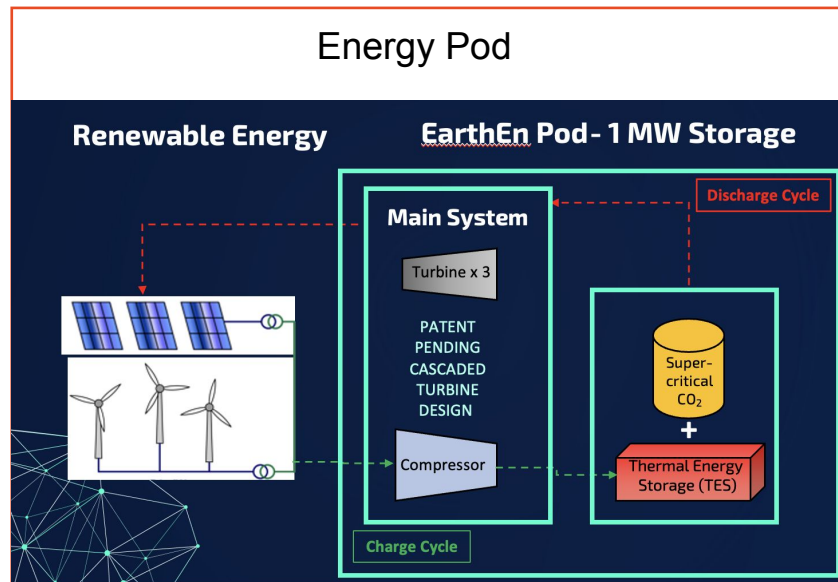 Energy Pod
Renewable Energy
EarthEn Pod- 1 MW Storage
Discharge Cycle
Main System
Turbine x 3
PATENT
PENDING
CASCADED
TURBINE
DESIGN
Compressor
Super-
critical
CO₂
+
Thermal Energy
Storage (TES)
Charge Cycle